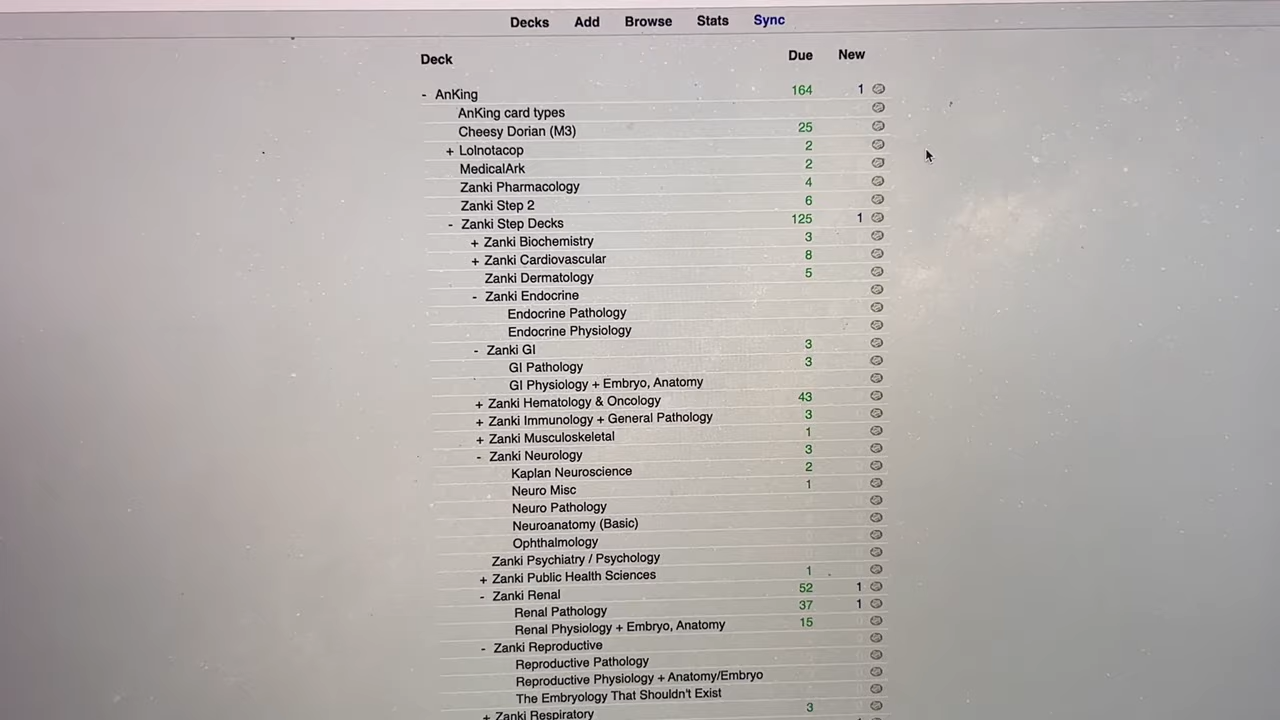 Decks Add Browse Stats Sync
Deck Due New
- AnKing 164 1
AnKing card types
Cheesy Dorian (M3) 25
+ Lolnotacop 2
MedicalArk 2
Zanki Pharmacology 4
Zanki Step 2 6
- Zanki Step Decks 125 1
+ Zanki Biochemistry 3
+ Zanki Cardiovascular 8
Zanki Dermatology 5
- Zanki Endocrine
Endocrine Pathology
Endocrine Physiology
- Zanki GI 3
GI Pathology 3
GI Physiology + Embryo, Anatomy
+ Zanki Hematology & Oncology 43
+ Zanki Immunology + General Pathology 3
+ Zanki Musculoskeletal 1
- Zanki Neurology 3
Kaplan Neuroscience 2
Neuro Misc 1
Neuro Pathology
Neuroanatomy (Basic)
Ophthalmology
Zanki Psychiatry / Psychology
+ Zanki Public Health Sciences 1
- Zanki Renal 52 1
Renal Pathology 37 1
Renal Physiology + Embryo, Anatomy 15
- Zanki Reproductive
Reproductive Pathology
Reproductive Physiology + Anatomy/Embryo
The Embryology That Shouldn't Exist
+ Zanki Respiratory 3